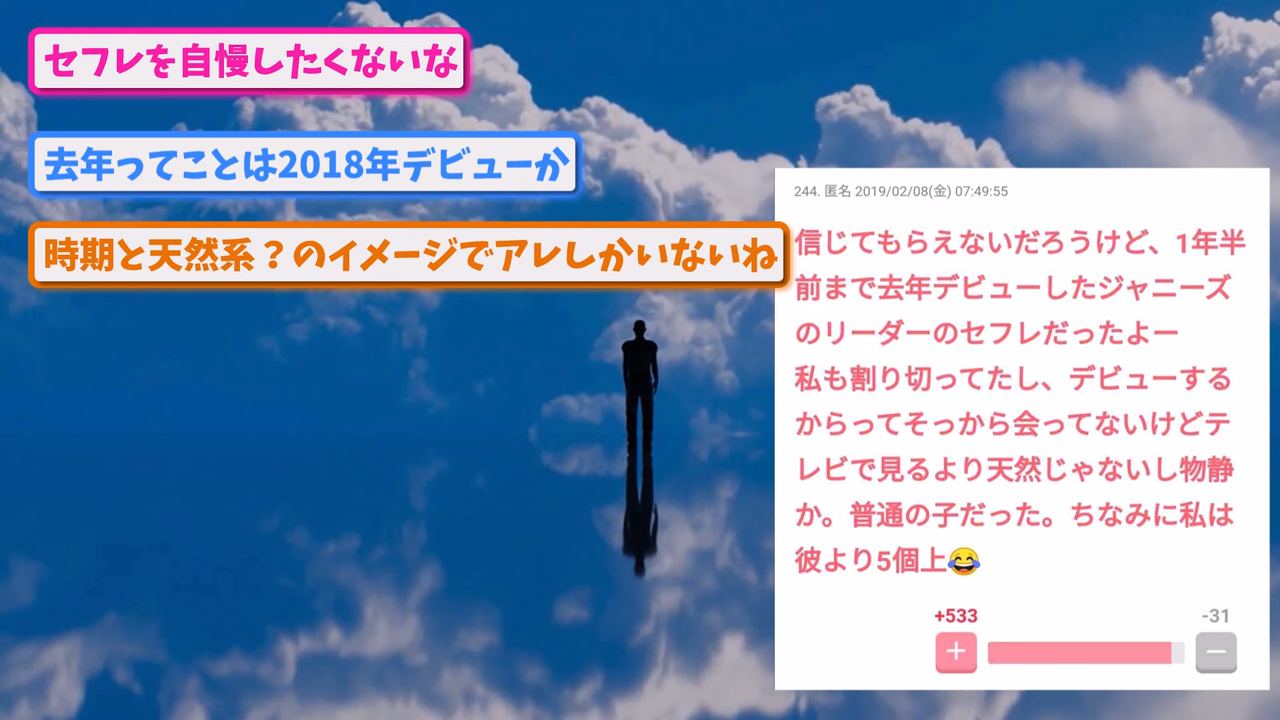 セフレを自慢したくないな
去年ってことは2018年デビューか
時期と天然系？のイメージでアレしかいないね
244. 匿名 2019/02/08(金) 07:49:55
信じてもらえないだろうけど、1年半
前まで去年デビューしたジャニーズ
のリーダーのセフレだったよー
私も割り切ってたし、デビューする
からってそっから会ってないけどテ
レビで見るより天然じゃないし物静
か。普通の子だった。ちなみに私は
彼より5個上😂
+533
-31